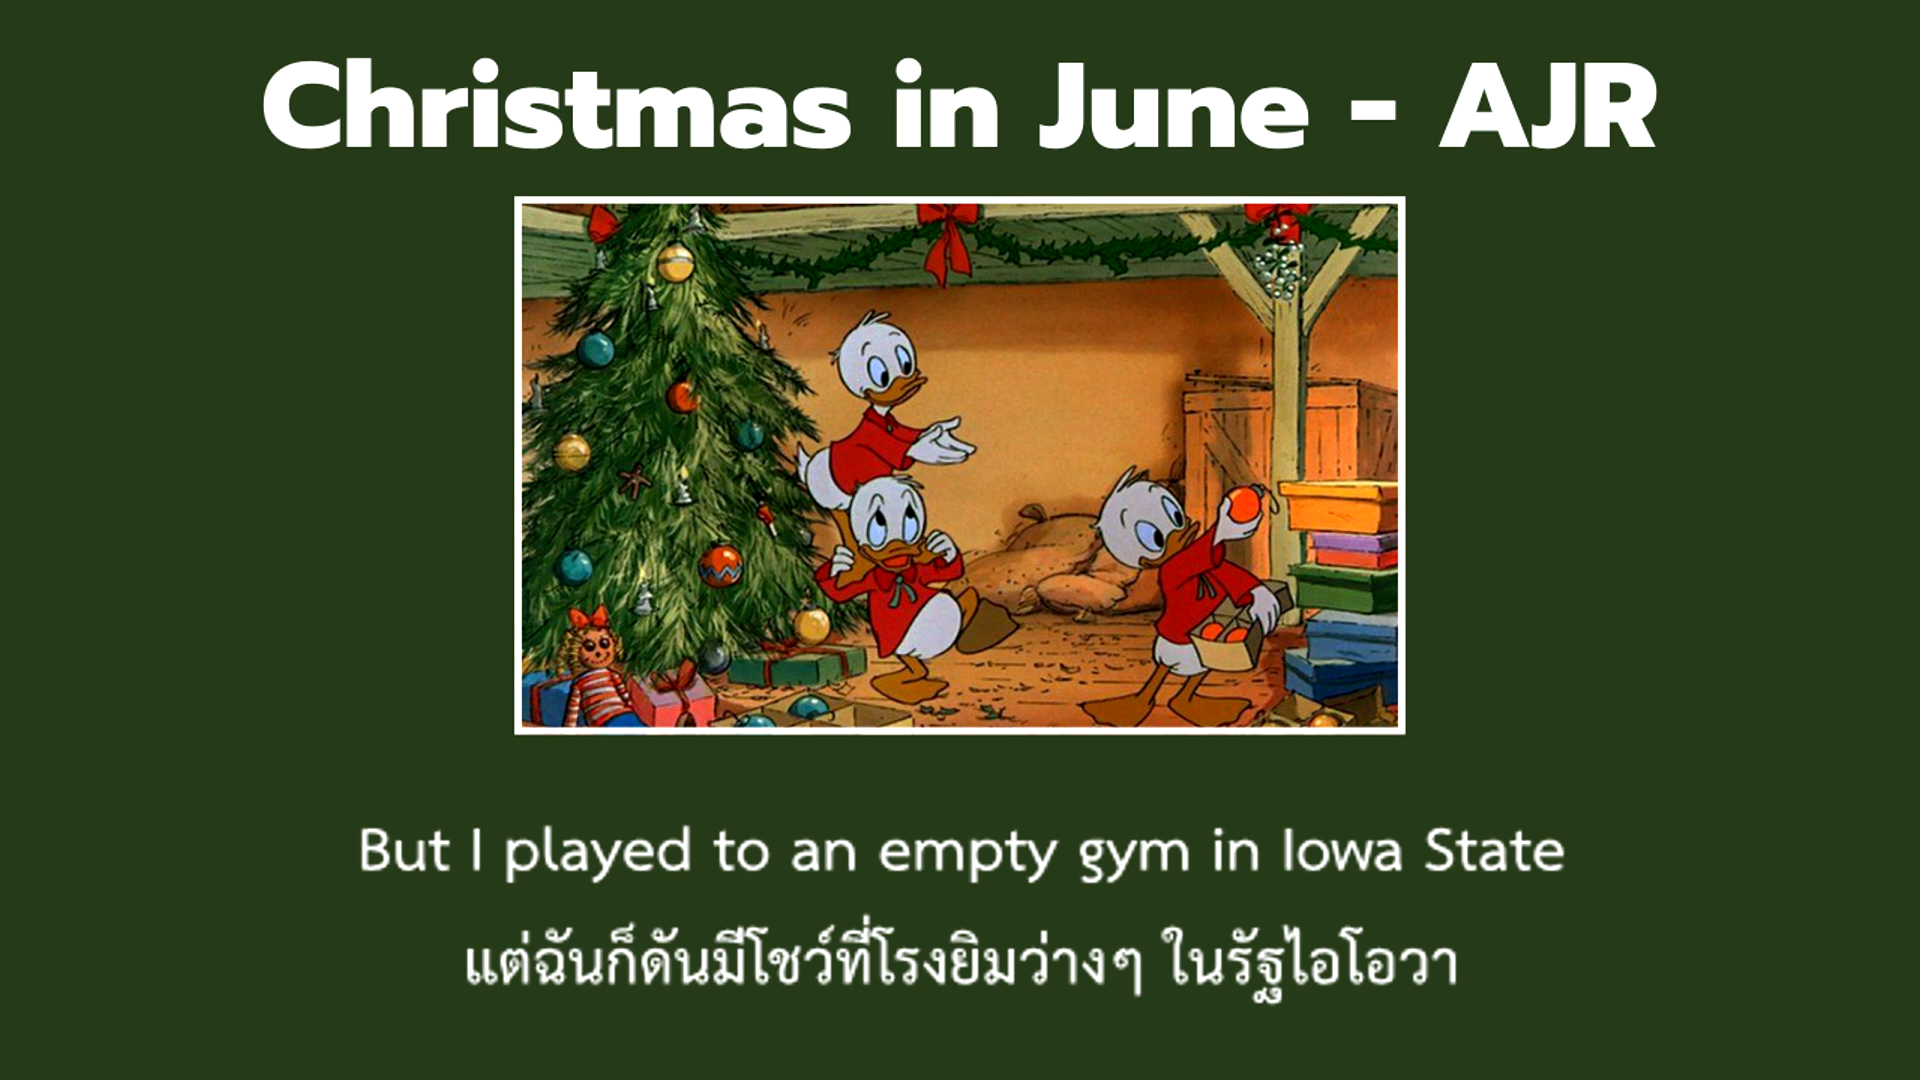 Christmas in June - AJR
But I played to an empty gym in Iowa State
แต่ฉันก็ดันมีโชว์ที่โรงยิมว่างๆ ในรัฐไอโอวา